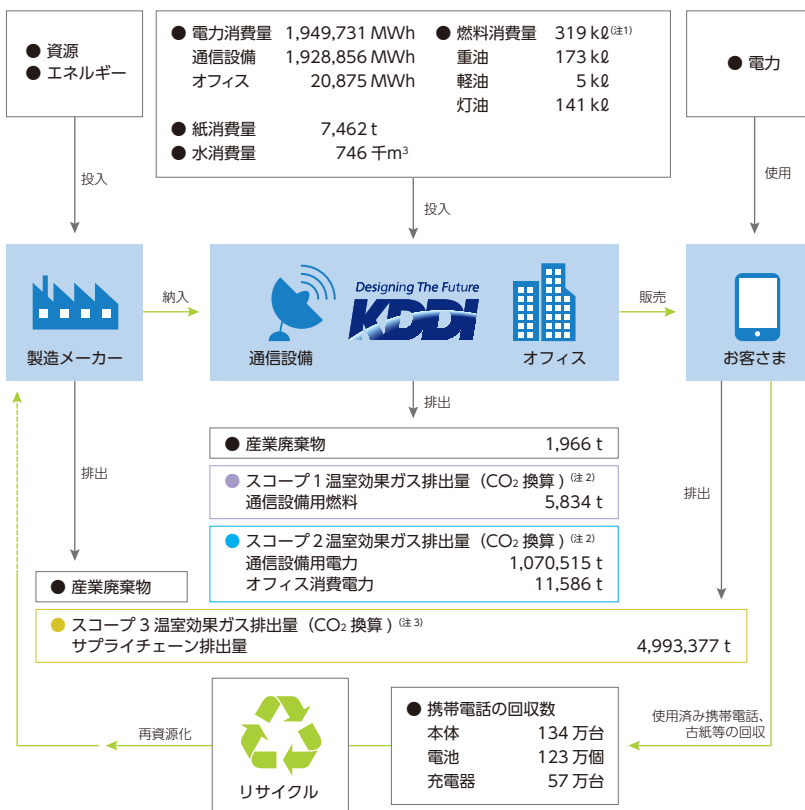 ● 資源
● エネルギー
● 電力消費量 1,949,731 MWh
通信設備 1,928,856 MWh
オフィス 20,875 MWh
● 紙消費量 7,462 t
● 水消費量 746 千m³
● 燃料消費量 319 kℓ(注1)
重油 173 kℓ
軽油 5 kℓ
灯油 141 kℓ
● 電力
投入
投入
使用
製造メーカー
納入
通信設備
Designing The Future
KDDI
オフィス
販売
お客さま
排出
排出
排出
● 産業廃棄物 1,966 t
● スコープ1温室効果ガス排出量（CO₂ 換算）(注2)
通信設備用燃料 5,834 t
● スコープ2温室効果ガス排出量（CO₂ 換算）(注2)
通信設備用電力 1,070,515 t
オフィス消費電力 11,586 t
● 産業廃棄物
● スコープ3温室効果ガス排出量（CO₂ 換算）(注3)
サプライチェーン排出量 4,993,377 t
再資源化
リサイクル
● 携帯電話の回収数
本体 134 万台
電池 123 万個
充電器 57 万台
使用済み携帯電話、
古紙等の回収